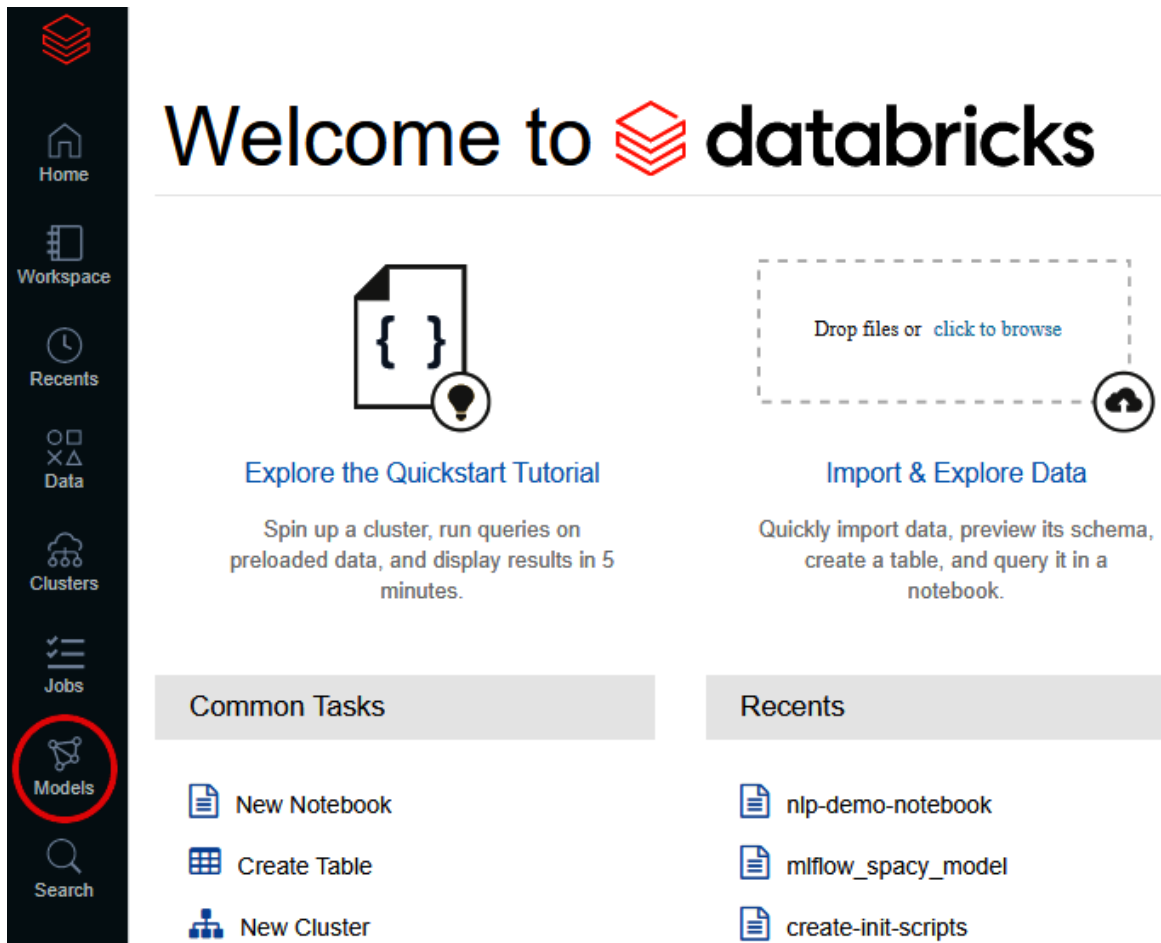 Home
Workspace
Recents
Data
Clusters
Jobs
Models
Search
Welcome to databricks
{ }
Explore the Quickstart Tutorial
Spin up a cluster, run queries on
preloaded data, and display results in 5
minutes.
Drop files or click to browse
Import & Explore Data
Quickly import data, preview its schema,
create a table, and query it in a
notebook.
Common Tasks
New Notebook
Create Table
New Cluster
Recents
nlp-demo-notebook
mlflow_spacy_model
create-init-scripts